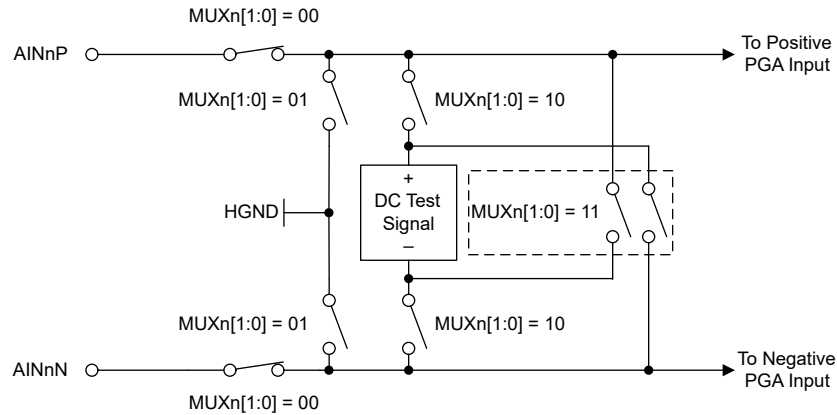 MUXn[1:0] = 00
AINnP
To Positive
PGA Input
MUXn[1:0] = 01
MUXn[1:0] = 10
+
DC Test
Signal
–
HGND
MUXn[1:0] = 11
MUXn[1:0] = 01
MUXn[1:0] = 10
AINnN
To Negative
PGA Input
MUXn[1:0] = 00